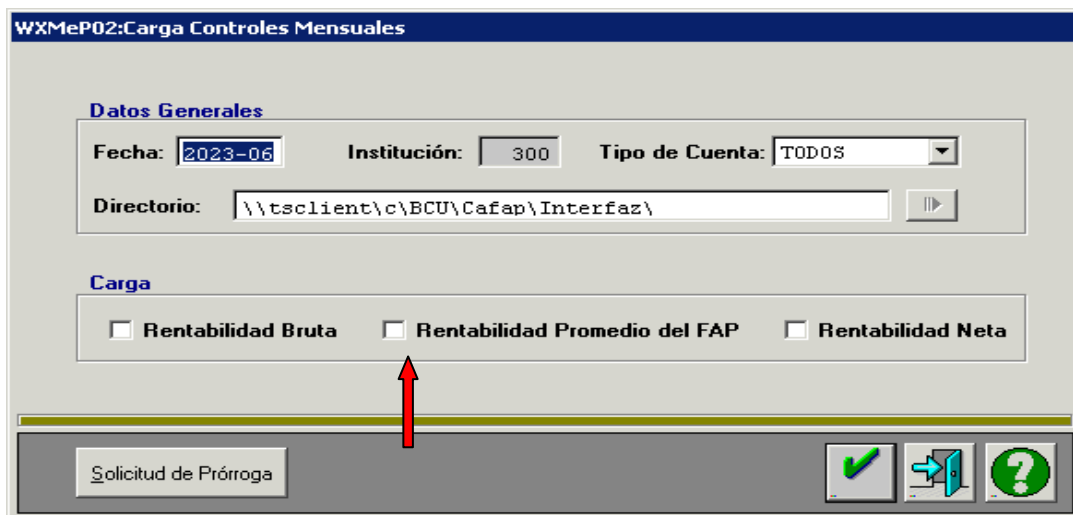 WXMeP02:Carga Controles Mensuales
Datos Generales
Fecha: 2023-06 Institución: 300 Tipo de Cuenta: TODOS
Directorio: \\tsclient\c\BCU\Cafap\Interfaz\
Carga
Rentabilidad Bruta Rentabilidad Promedio del FAP Rentabilidad Neta
Solicitud de Prórroga